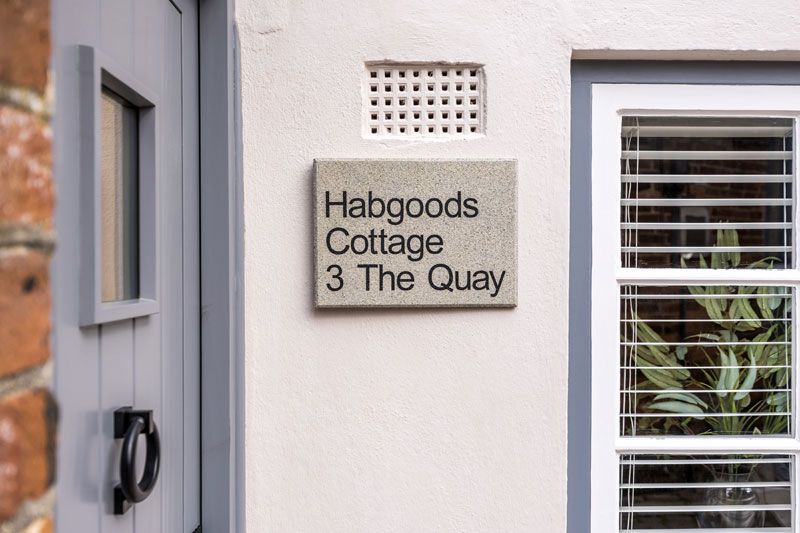 Habgoods
Cottage
3 The Quay